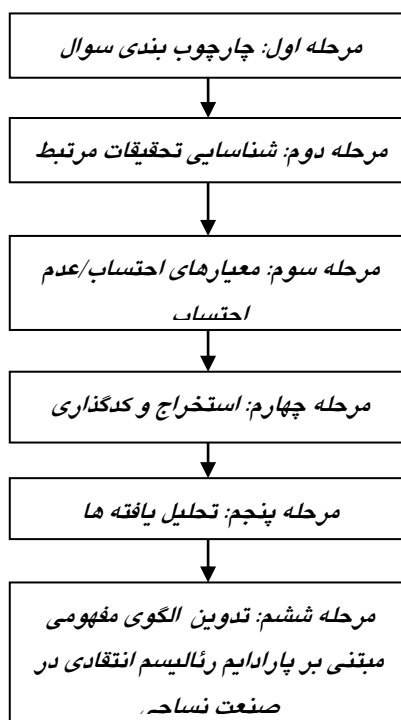 مرحله اول: چارچوب بندی سوال
مرحله دوم: شناسایی تحقیقات مرتبط
مرحله سوم: معیارهای احتساب/عدم
احتساب
مرحله چهارم: استخراج و کدگذاری
مرحله پنجم: تحلیل یافته ها
مرحله ششم: تدوین الگوی مفهومی
مبتنی بر پارادایم رئالیسم انتقادی در
صنعت نساجی